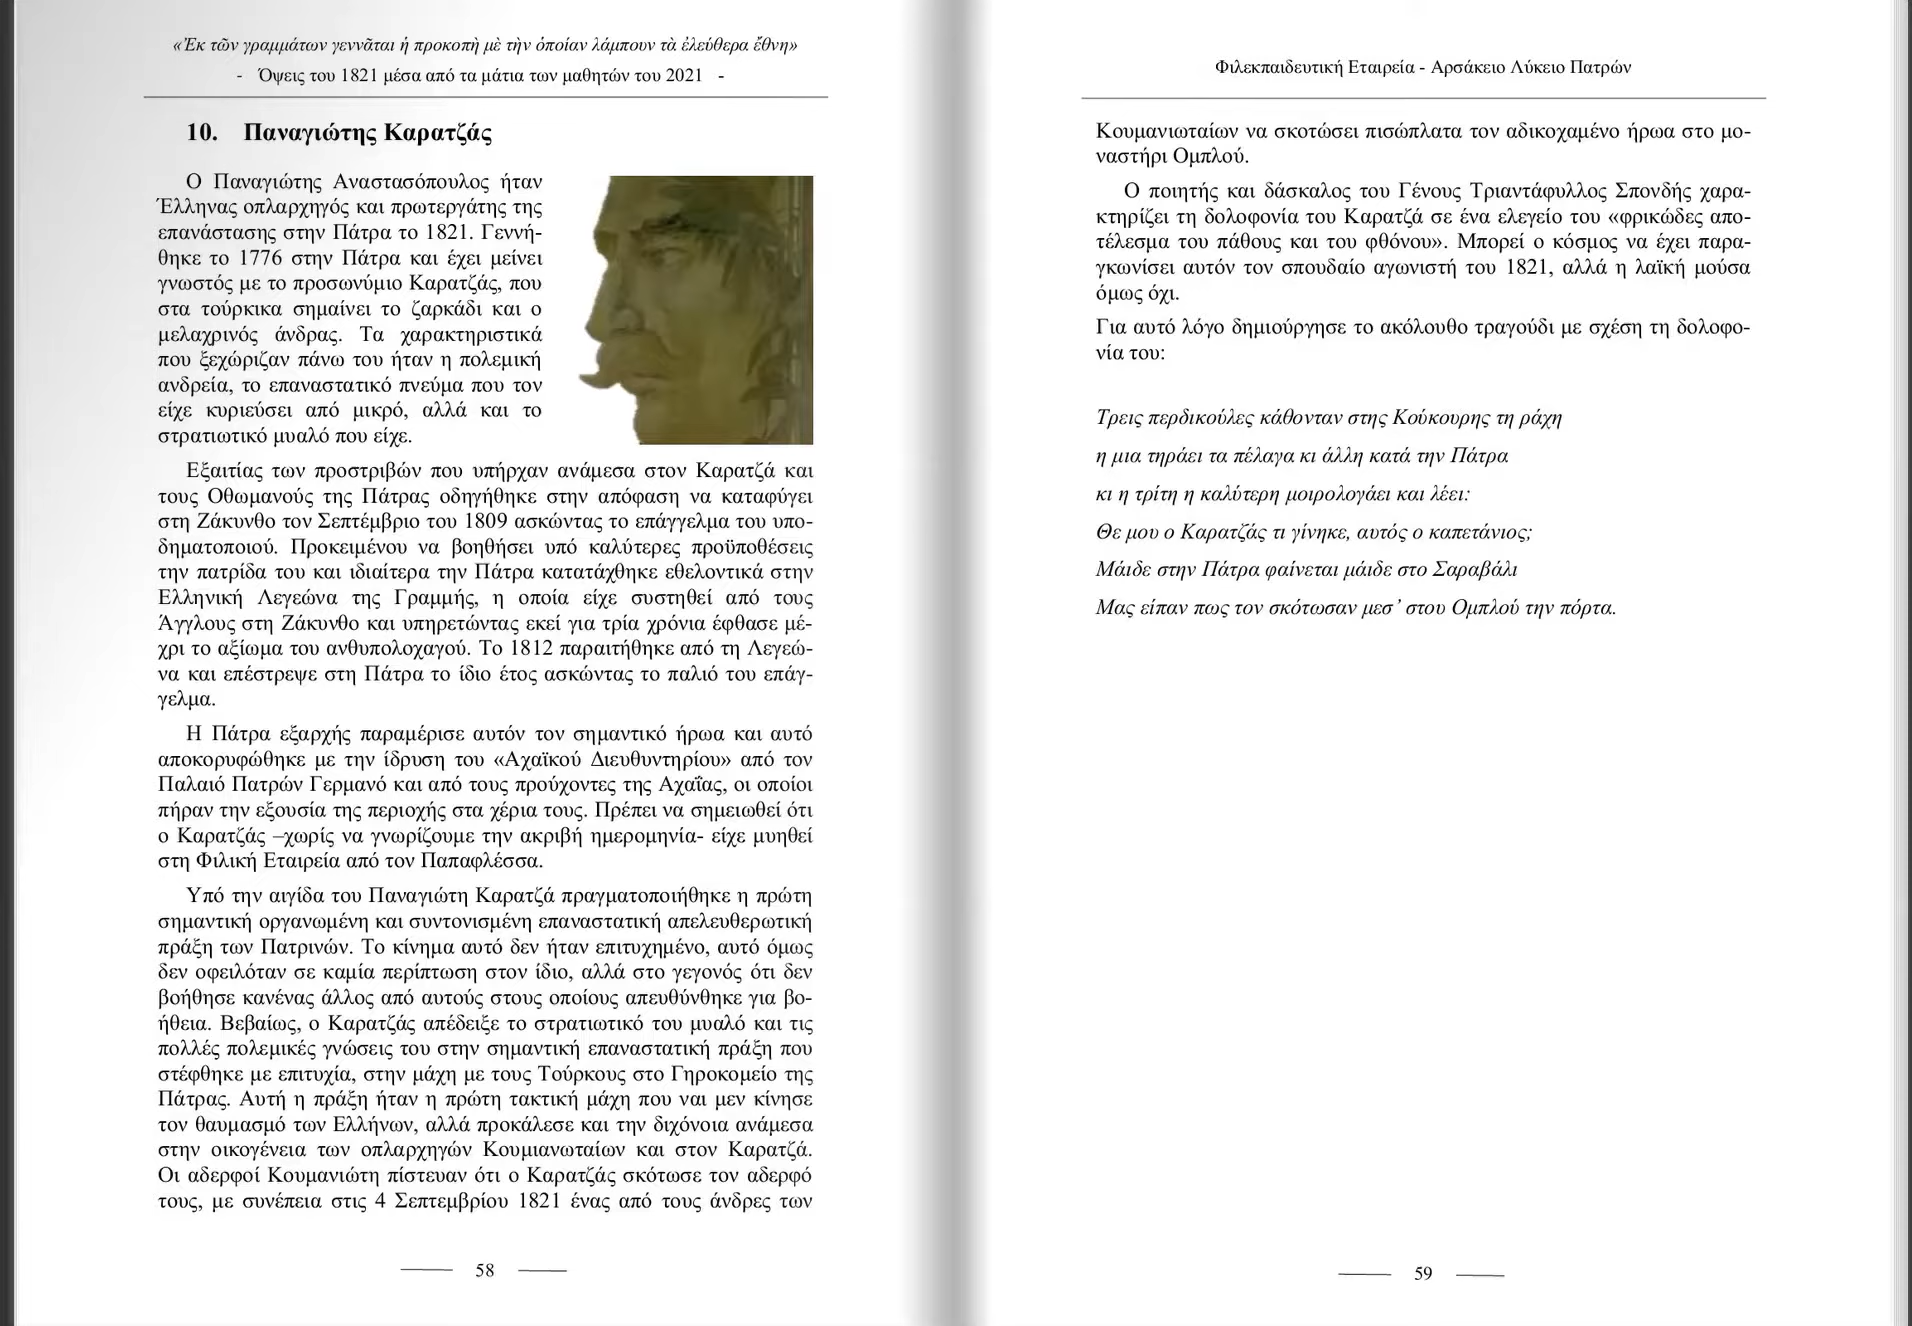 «Ἐκ τῶν γραμμάτων γεννᾶται ἡ προκοπὴ μὲ τὴν ὁποίαν λάμπουν τὰ ἐλεύθερα ἔθνη»
- Όψεις του 1821 μέσα από τα μάτια των μαθητών του 2021 -
10. Παναγιώτης Καρατζάς
Ο Παναγιώτης Αναστασόπουλος ήταν
Έλληνας οπλαρχηγός και πρωτεργάτης της
επανάστασης στην Πάτρα το 1821. Γεννή-
θηκε το 1776 στην Πάτρα και έχει μείνει
γνωστός με το προσωνύμιο Καρατζάς, που
στα τούρκικα σημαίνει το ζαρκάδι και ο
μελαχρινός άνδρας. Τα χαρακτηριστικά
που ξεχώριζαν πάνω του ήταν η πολεμική
ανδρεία, το επαναστατικό πνεύμα που τον
είχε κυριεύσει από μικρό, αλλά και το
στρατιωτικό μυαλό που είχε.
Εξαιτίας των προστριβών που υπήρχαν ανάμεσα στον Καρατζά και
τους Οθωμανούς της Πάτρας οδηγήθηκε στην απόφαση να καταφύγει
στη Ζάκυνθο τον Σεπτέμβριο του 1809 ασκώντας το επάγγελμα του υπο-
δηματοποιού. Προκειμένου να βοηθήσει υπό καλύτερες προϋποθέσεις
την πατρίδα του και ιδιαίτερα την Πάτρα κατατάχθηκε εθελοντικά στην
Ελληνική Λεγεώνα της Γραμμής, η οποία είχε συστηθεί από τους
Άγγλους στη Ζάκυνθο και υπηρετώντας εκεί για τρία χρόνια έφθασε μέ-
χρι το αξίωμα του ανθυπολοχαγού. Το 1812 παραιτήθηκε από τη Λεγεώ-
να και επέστρεψε στη Πάτρα το ίδιο έτος ασκώντας το παλιό του επάγ-
γελμα.
Η Πάτρα εξαρχής παραμέρισε αυτόν τον σημαντικό ήρωα και αυτό
αποκορυφώθηκε με την ίδρυση του «Αχαϊκού Διευθυντηρίου» από τον
Παλαιό Πατρών Γερμανό και από τους προύχοντες της Αχαΐας, οι οποίοι
πήραν την εξουσία της περιοχής στα χέρια τους. Πρέπει να σημειωθεί ότι
ο Καρατζάς –χωρίς να γνωρίζουμε την ακριβή ημερομηνία- είχε μυηθεί
στη Φιλική Εταιρεία από τον Παπαφλέσσα.
Υπό την αιγίδα του Παναγιώτη Καρατζά πραγματοποιήθηκε η πρώτη
σημαντική οργανωμένη και συντονισμένη επαναστατική απελευθερωτική
πράξη των Πατρινών. Το κίνημα αυτό δεν ήταν επιτυχημένο, αυτό όμως
δεν οφειλόταν σε καμία περίπτωση στον ίδιο, αλλά στο γεγονός ότι δεν
βοήθησε κανένας άλλος από αυτούς στους οποίους απευθύνθηκε για βο-
ήθεια. Βεβαίως, ο Καρατζάς απέδειξε το στρατιωτικό του μυαλό και τις
πολλές πολεμικές γνώσεις του στην σημαντική επαναστατική πράξη που
στέφθηκε με επιτυχία, στην μάχη με τους Τούρκους στο Γηροκομείο της
Πάτρας. Αυτή η πράξη ήταν η πρώτη τακτική μάχη που ναι μεν κίνησε
τον θαυμασμό των Ελλήνων, αλλά προκάλεσε και την διχόνοια ανάμεσα
στην οικογένεια των οπλαρχηγών Κουμιανωταίων και στον Καρατζά.
Οι αδερφοί Κουμανιώτη πίστευαν ότι ο Καρατζάς σκότωσε τον αδερφό
τους, με συνέπεια στις 4 Σεπτεμβρίου 1821 ένας από τους άνδρες των
58
Φιλεκπαιδευτική Εταιρεία - Αρσάκειο Λύκειο Πατρών
Κουμανιωταίων να σκοτώσει πισώπλατα τον αδικοχαμένο ήρωα στο μο-
ναστήρι Ομπλού.
Ο ποιητής και δάσκαλος του Γένους Τριαντάφυλλος Σπονδής χαρα-
κτηρίζει τη δολοφονία του Καρατζά σε ένα ελεγείο του «φρικώδες απο-
τέλεσμα του πάθους και του φθόνου». Μπορεί ο κόσμος να έχει παρα-
γκωνίσει αυτόν τον σπουδαίο αγωνιστή του 1821, αλλά η λαϊκή μούσα
όμως όχι.
Για αυτό λόγο δημιούργησε το ακόλουθο τραγούδι με σχέση τη δολοφο-
νία του:
Τρεις περδικούλες κάθονταν στης Κούκουρης τη ράχη
η μια τηράει τα πέλαγα κι άλλη κατά την Πάτρα
κι η τρίτη η καλύτερη μοιρολογάει και λέει:
Θε μου ο Καρατζάς τι γίνηκε, αυτός ο καπετάνιος;
Μάιδε στην Πάτρα φαίνεται μάιδε στο Σαραβάλι
Μας είπαν πως τον σκότωσαν μεσ’ στου Ομπλού την πόρτα.
59